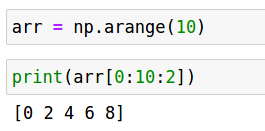 arr = np.arange(10)
print(arr[0:10:2])
[0 2 4 6 8]